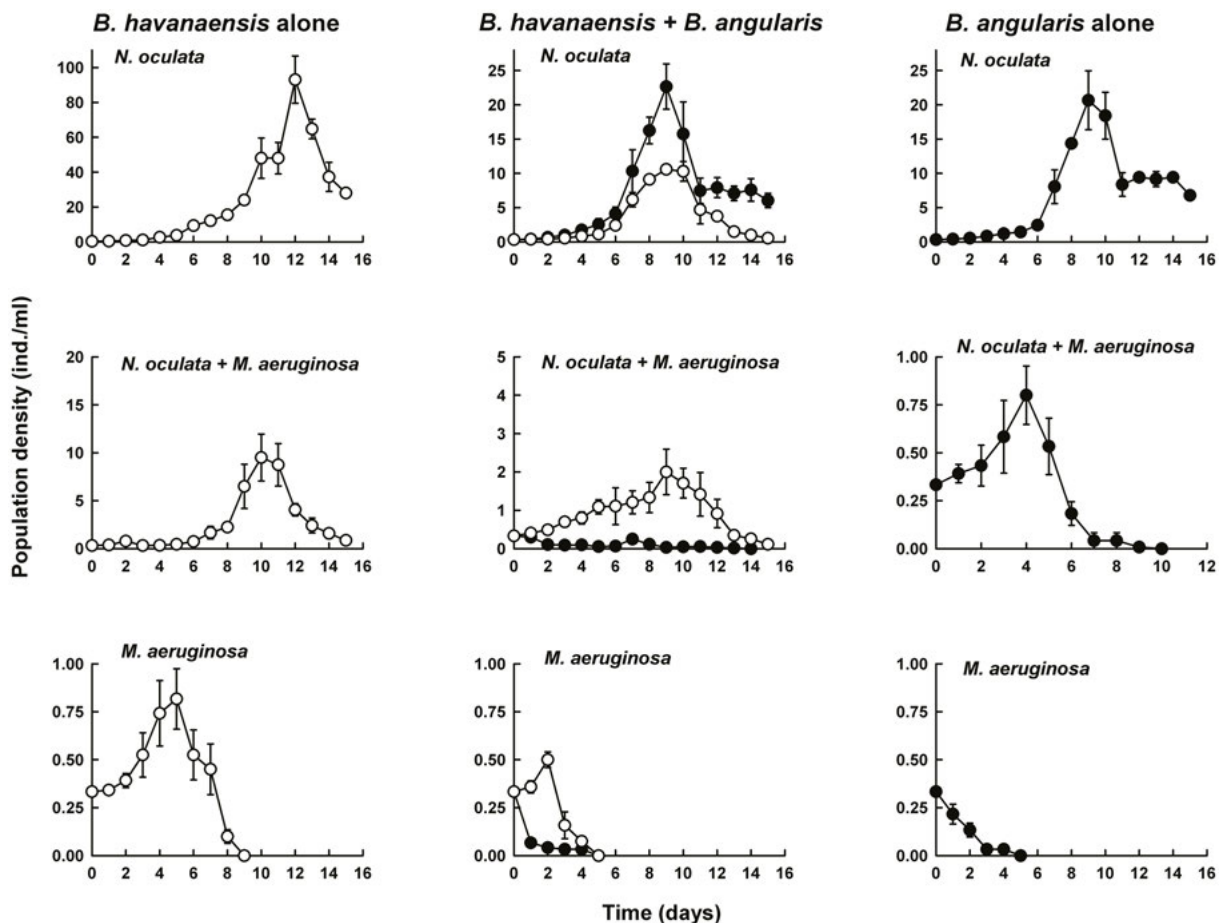 B. havanaensis alone
B. havanaensis + B. angularis
B. angularis alone
N. oculata
100
80
60
40
20
0
0 2 4 6 8 10 12 14 16
N. oculata
25
20
15
10
5
0
0 2 4 6 8 10 12 14 16
N. oculata
25
20
15
10
5
0
0 2 4 6 8 10 12 14 16
Population density (ind./ml)
N. oculata + M. aeruginosa
20
15
10
5
0
0 2 4 6 8 10 12 14 16
N. oculata + M. aeruginosa
5
4
3
2
1
0
0 2 4 6 8 10 12 14 16
N. oculata + M. aeruginosa
1.00
0.75
0.50
0.25
0.00
0 2 4 6 8 10 12
M. aeruginosa
1.00
0.75
0.50
0.25
0.00
0 2 4 6 8 10 12 14 16
M. aeruginosa
1.00
0.75
0.50
0.25
0.00
0 2 4 6 8 10 12 14 16
M. aeruginosa
1.00
0.75
0.50
0.25
0.00
0 2 4 6 8 10 12 14 16
Time (days)